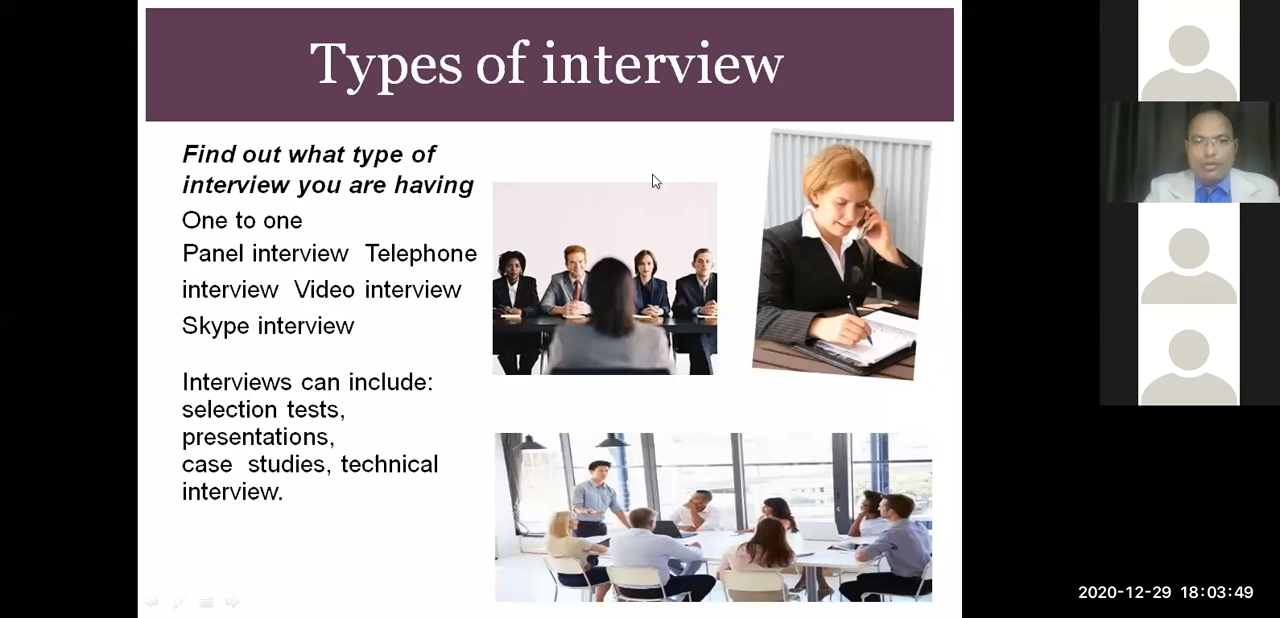 Types of interview
Find out what type of
interview you are having
One to one
Panel interview Telephone
interview Video interview
Skype interview
Interviews can include:
selection tests,
presentations,
case studies, technical
interview.
2020-12-29 18:03:49